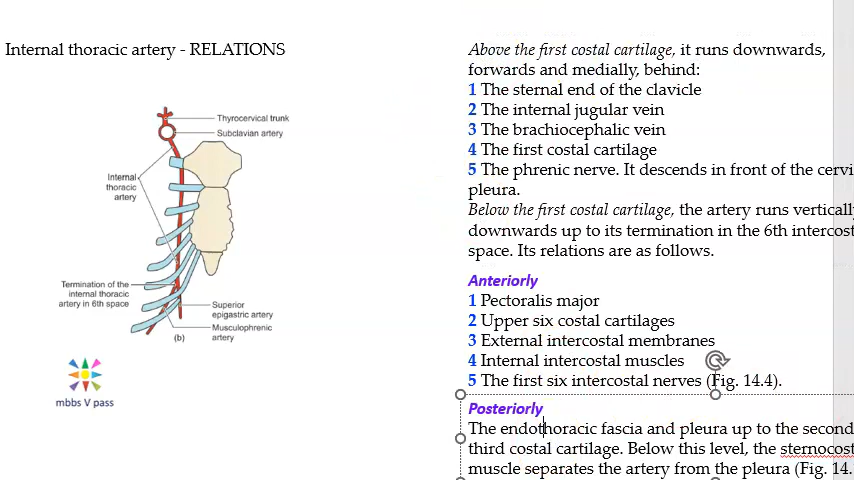 Internal thoracic artery - RELATIONS
Thyrocervical trunk
Subclavian artery
Internal
thoracic
artery
Termination of the
internal thoracic
artery in 6th space
Superior
epigastric artery
Musculophrenic
artery
(b)
mbbs V pass
Above the first costal cartilage, it runs downwards,
forwards and medially, behind:
1 The sternal end of the clavicle
2 The internal jugular vein
3 The brachiocephalic vein
4 The first costal cartilage
5 The phrenic nerve. It descends in front of the cervi
pleura.
Below the first costal cartilage, the artery runs vertically
downwards up to its termination in the 6th intercost
space. Its relations are as follows.
Anteriorly
1 Pectoralis major
2 Upper six costal cartilages
3 External intercostal membranes
4 Internal intercostal muscles
5 The first six intercostal nerves (Fig. 14.4).
Posteriorly
The endothoracic fascia and pleura up to the second
third costal cartilage. Below this level, the sternocost
muscle separates the artery from the pleura (Fig. 14.